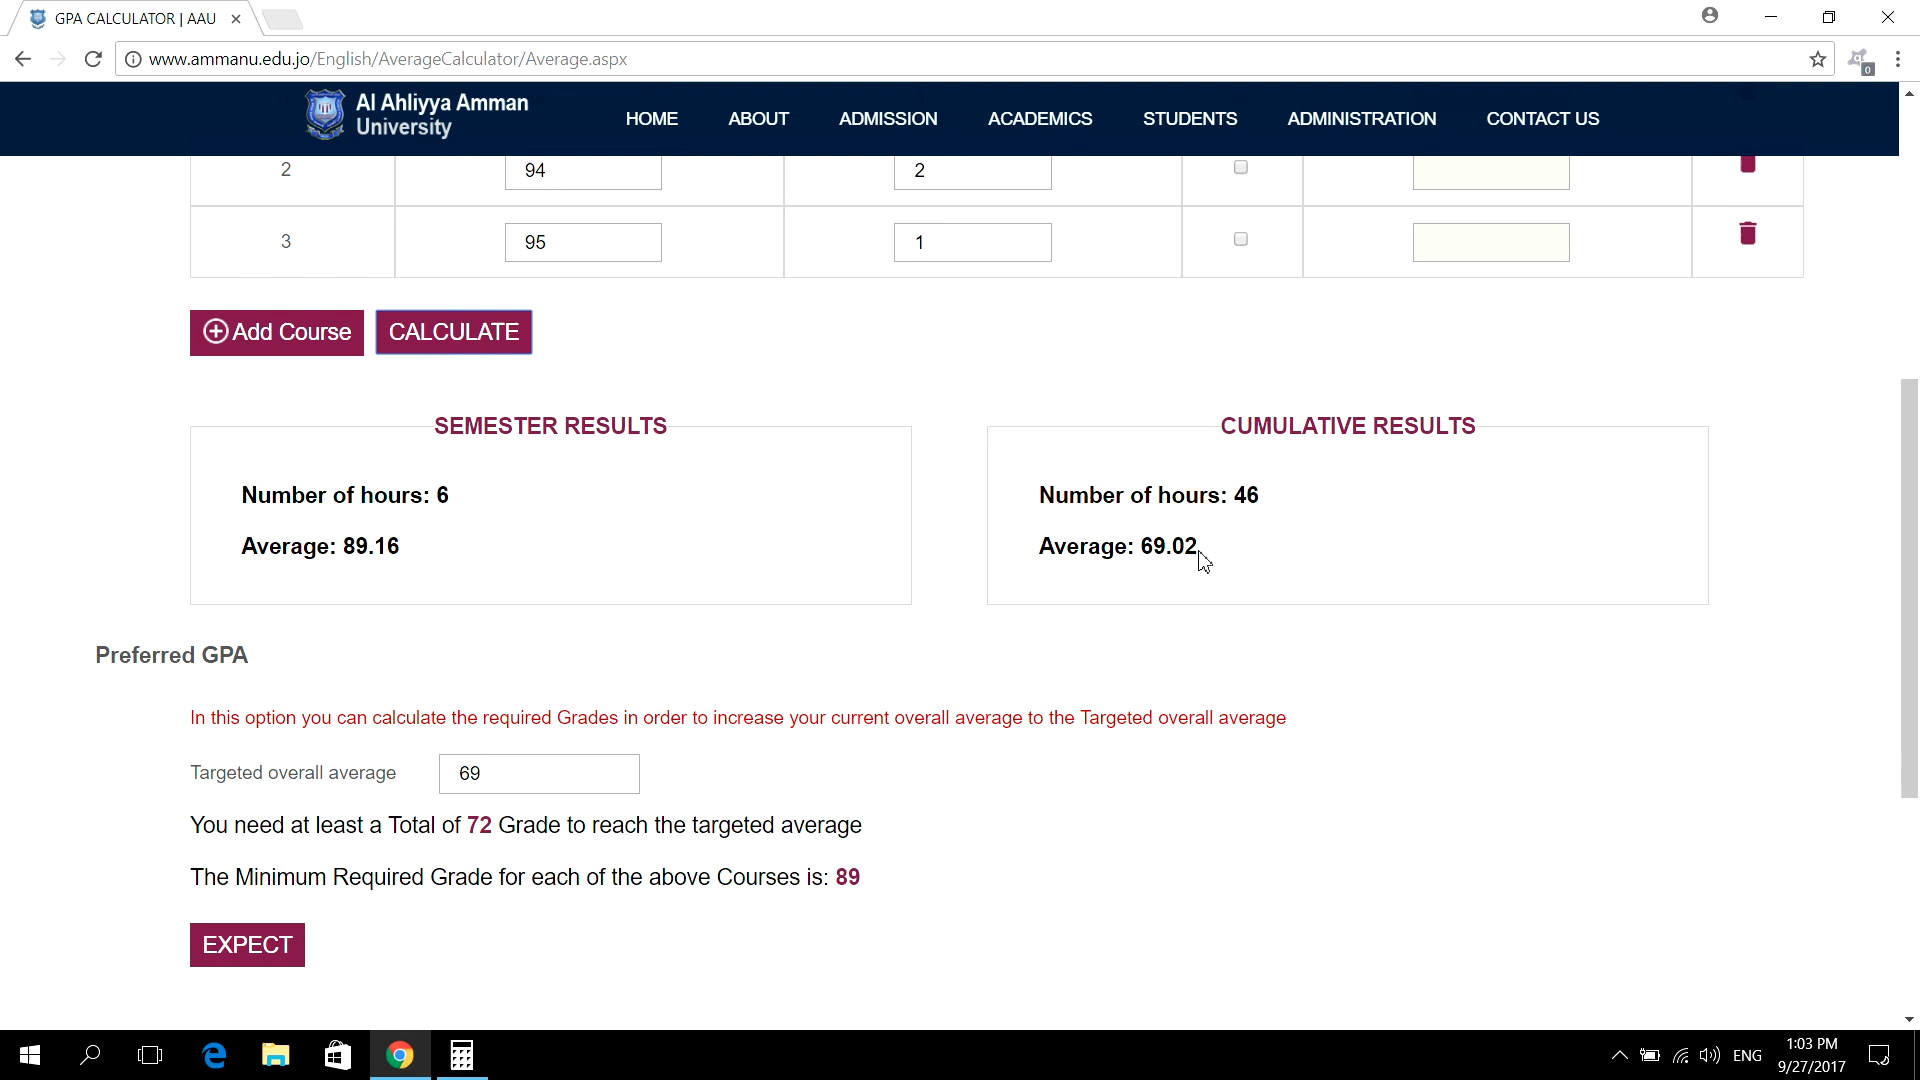 GPA CALCULATOR | AAU
www.ammanu.edu.jo/English/AverageCalculator/Average.aspx
0
Al Ahliyya Amman
University
HOME ABOUT ADMISSION ACADEMICS STUDENTS ADMINISTRATION CONTACT US
2 94 2
3 95 1
Add Course CALCULATE
SEMESTER RESULTS
Number of hours: 6
Average: 89.16
CUMULATIVE RESULTS
Number of hours: 46
Average: 69.02
Preferred GPA
In this option you can calculate the required Grades in order to increase your current overall average to the Targeted overall average
Targeted overall average 69
You need at least a Total of 72 Grade to reach the targeted average
The Minimum Required Grade for each of the above Courses is: 89
EXPECT
ENG
1:03 PM
9/27/2017